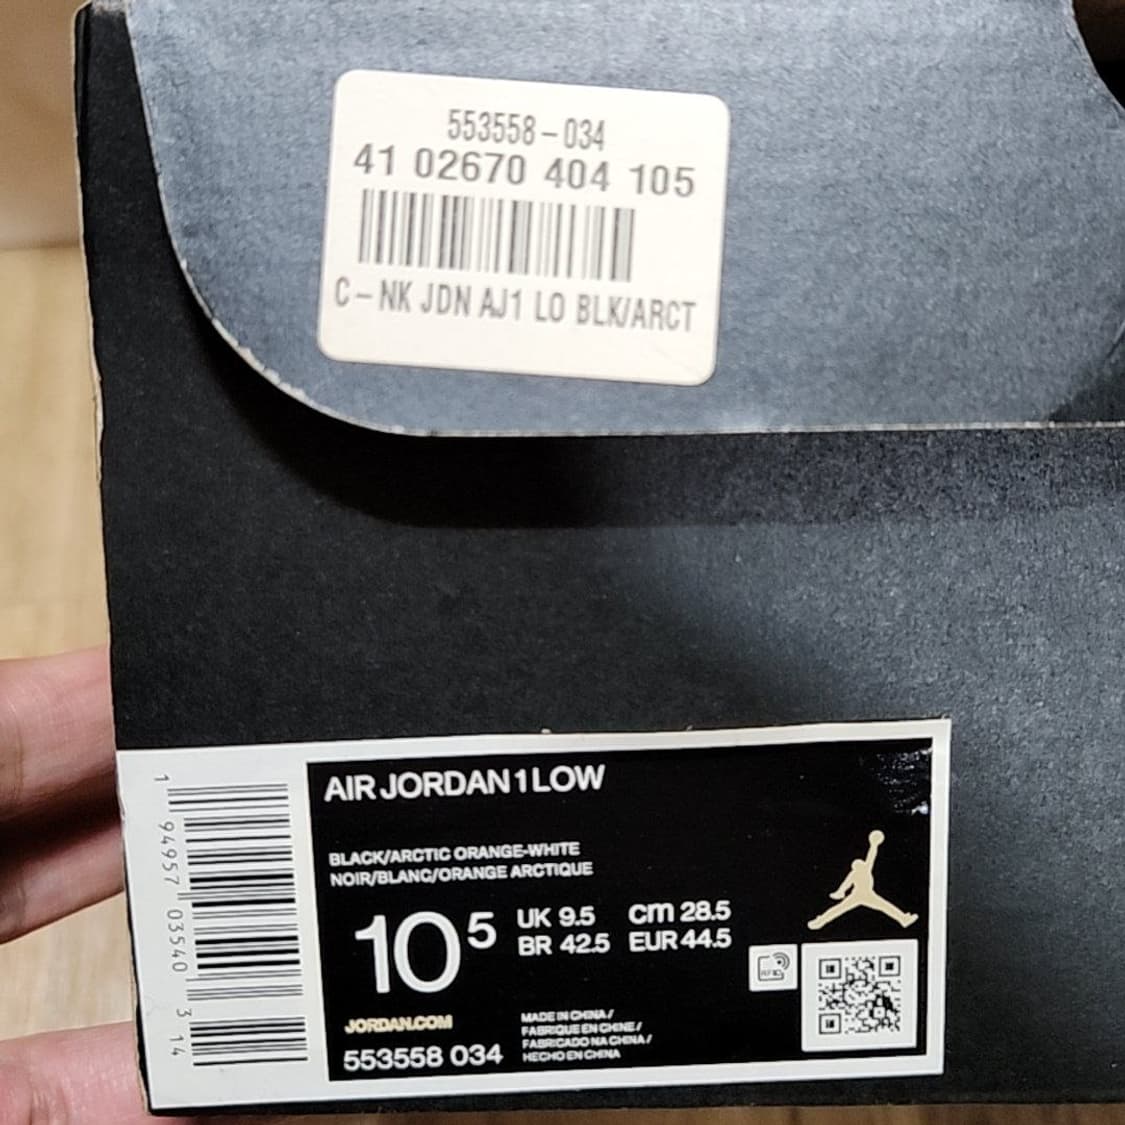 553558-034
41 02670 404 105
C-NK JDN AJ1 LO BLK/ARCT
AIR JORDAN 1 LOW
BLACK/ARCTIC ORANGE-WHITE
NOIR/BLANC/ORANGE ARCTIQUE
10 5
UK 9.5 cm 28.5
BR 42.5 EUR 44.5
JORDAN.COM
553558 034
MADE IN CHINA /
FABRIQUE EN CHINE /
FABRICADO NA CHINA /
HECHO EN CHINA
1 94957 03540 3 14